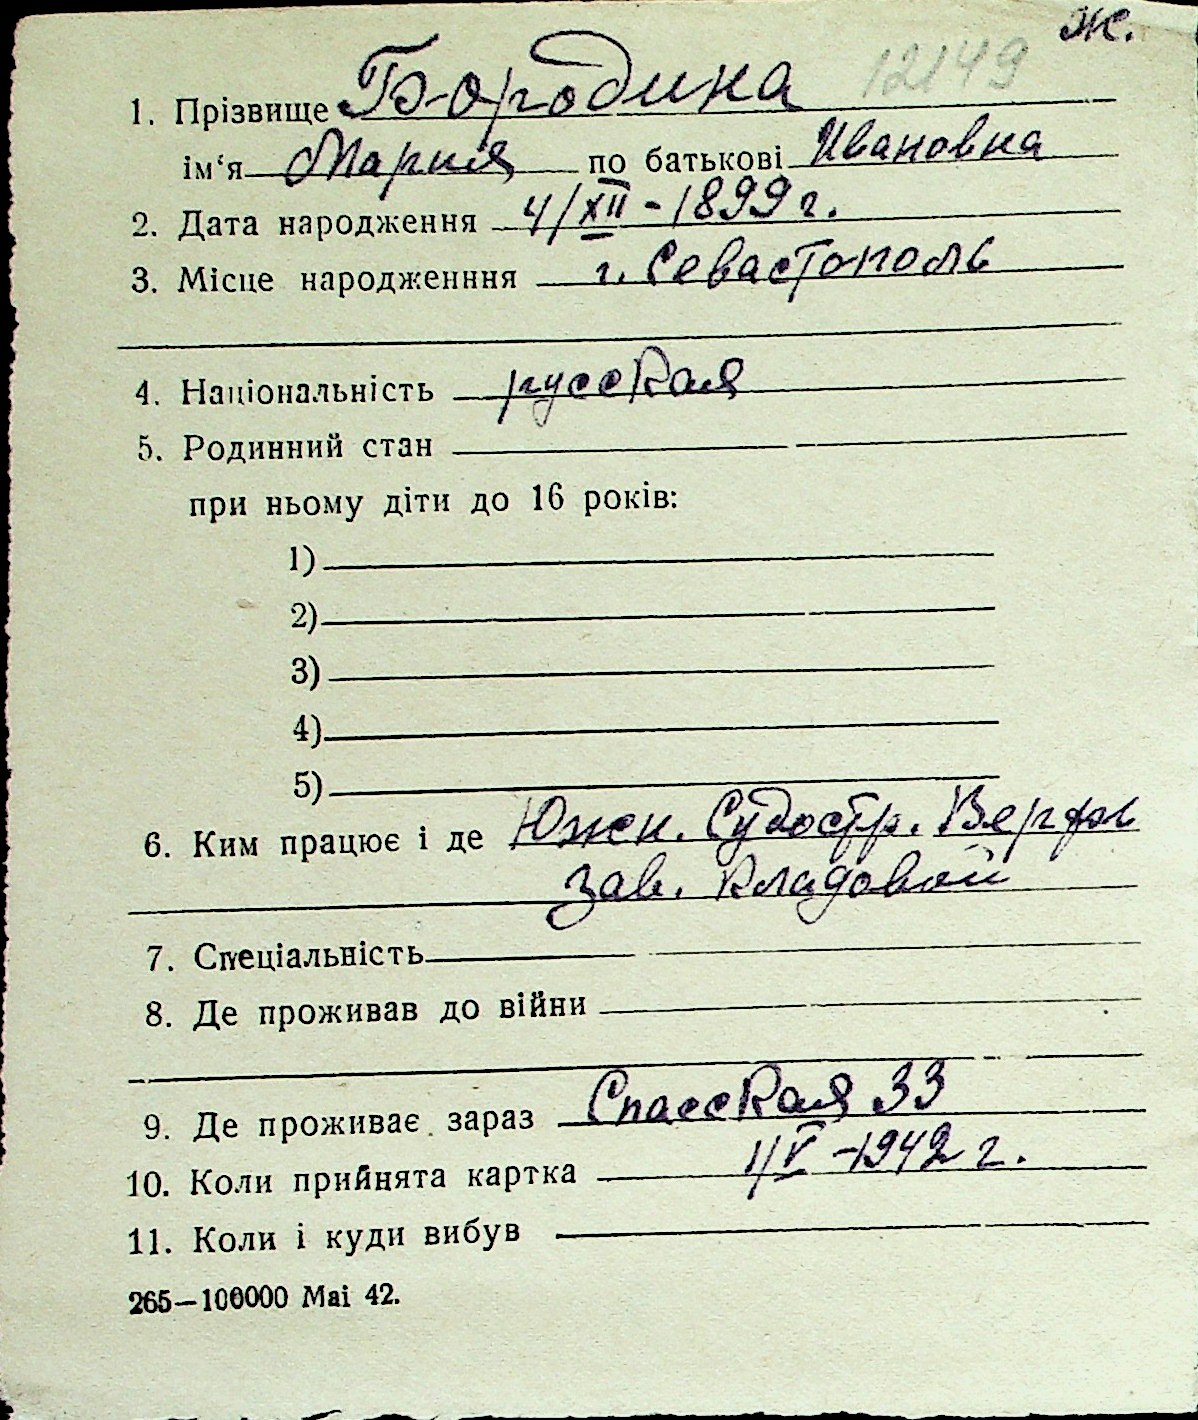 ж.
12149
1. Прізвище Бородина
ім‘я Мария по батькові Ивановна
2. Дата народження 4/XII - 1899 г.
3. Місце народженння г. Севастополь
4. Національність русская
5. Родинний стан
при ньому діти до 16 років:
1)
2)
3)
4)
5)
6. Ким працює і де Южн. Судостр. Верфь
зав. кладовой
7. Спеціальність
8. Де проживав до війни
9. Де проживає зараз Спасская 33
10. Коли прийнята картка 1/V - 1942 г.
11. Коли і куди вибув
265—100000 Маі 42.